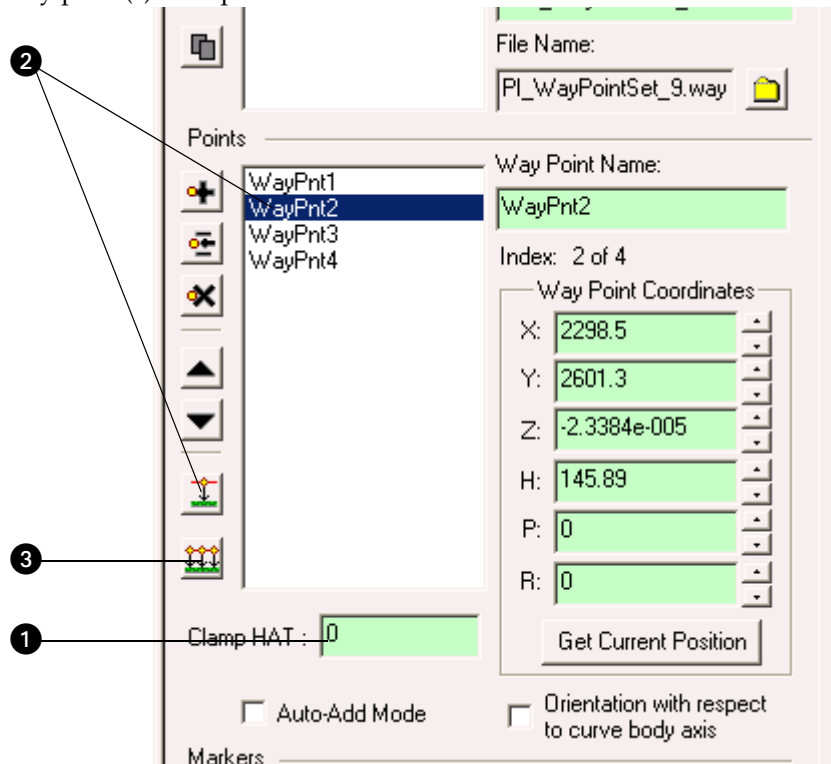 File Name:
PI_WayPointSet_9.way
2
Points
WayPnt1
WayPnt2
WayPnt3
WayPnt4
Way Point Name:
WayPnt2
Index: 2 of 4
Way Point Coordinates
X: 2298.5
Y: 2601.3
Z: -2.3384e-005
H: 145.89
P: 0
R: 0
Get Current Position
3
1
Clamp HAT : 0
Auto-Add Mode
Orientation with respect
to curve body axis
Markers